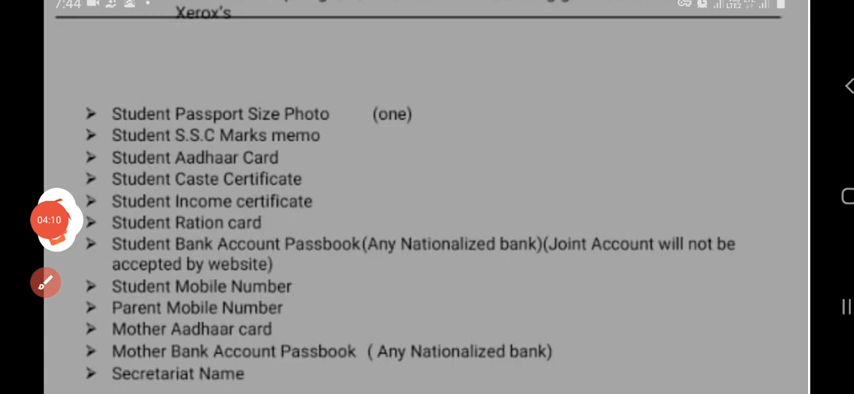 7:44
Xerox's
➤ Student Passport Size Photo (one)
➤ Student S.S.C Marks memo
➤ Student Aadhaar Card
➤ Student Caste Certificate
➤ Student Income certificate
➤ Student Ration card
➤ Student Bank Account Passbook(Any Nationalized bank)(Joint Account will not be
accepted by website)
04:10
➤ Student Mobile Number
➤ Parent Mobile Number
➤ Mother Aadhaar card
➤ Mother Bank Account Passbook ( Any Nationalized bank)
➤ Secretariat Name